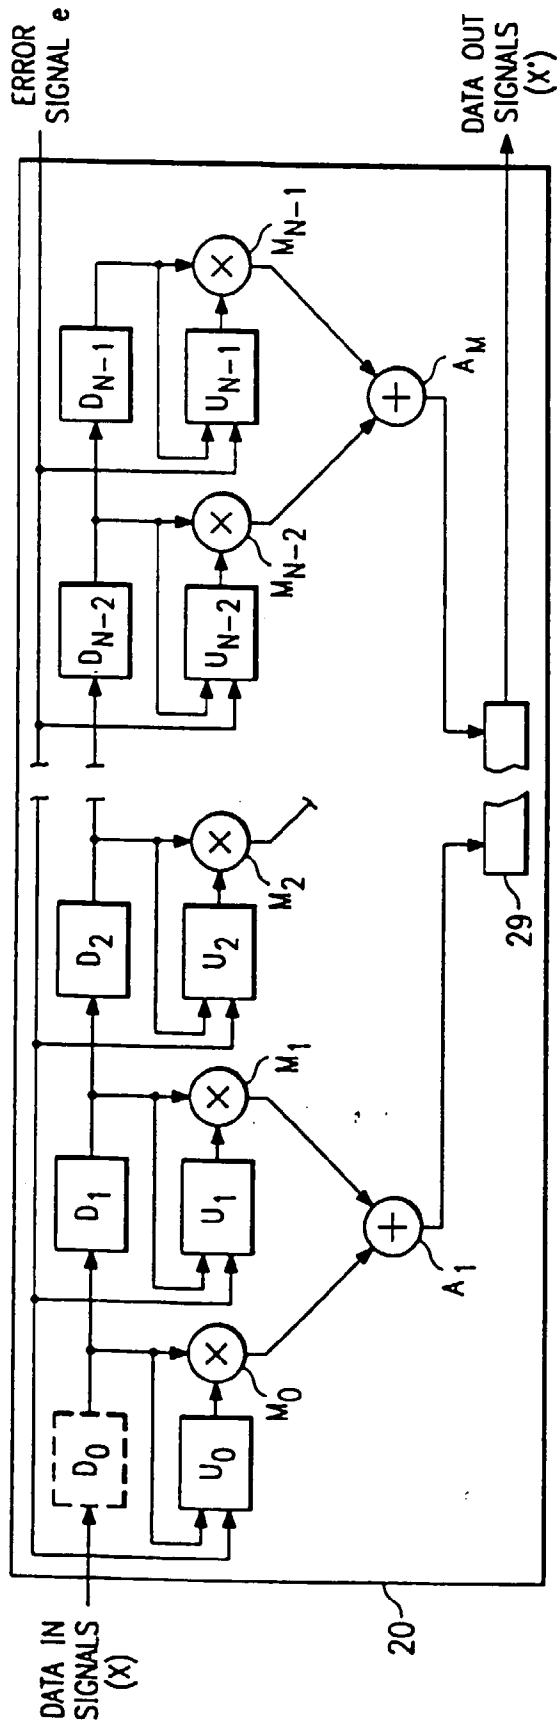 ERROR
SIGNAL e
DATA IN
SIGNALS
(X)
D0
D1
D2
DN-2
DN-1
U0
U1
U2
UN-2
UN-1
×
×
×
×
×
M0
M1
M2
MN-2
MN-1
+
+
A1
AM
29
20
DATA OUT
SIGNALS
(X')